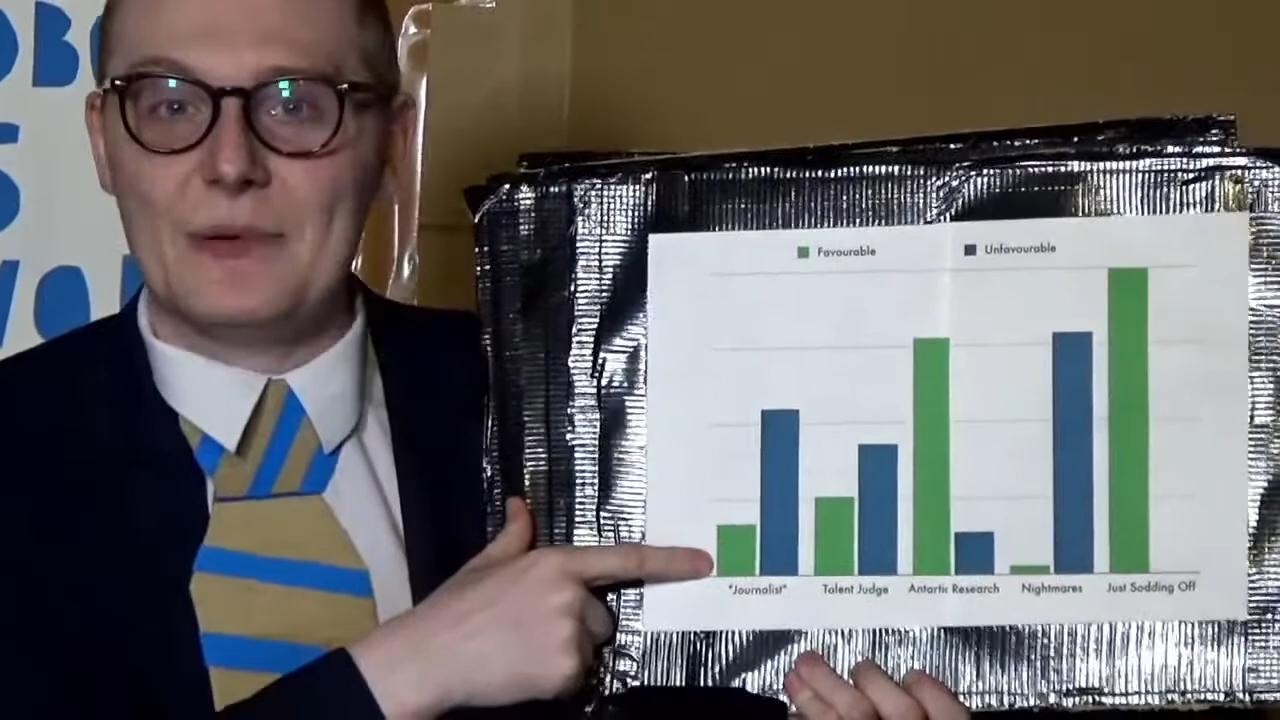 Favourable Unfavourable
"Journalist" Talent Judge Antartic Research Nightmares Just Sodding Off